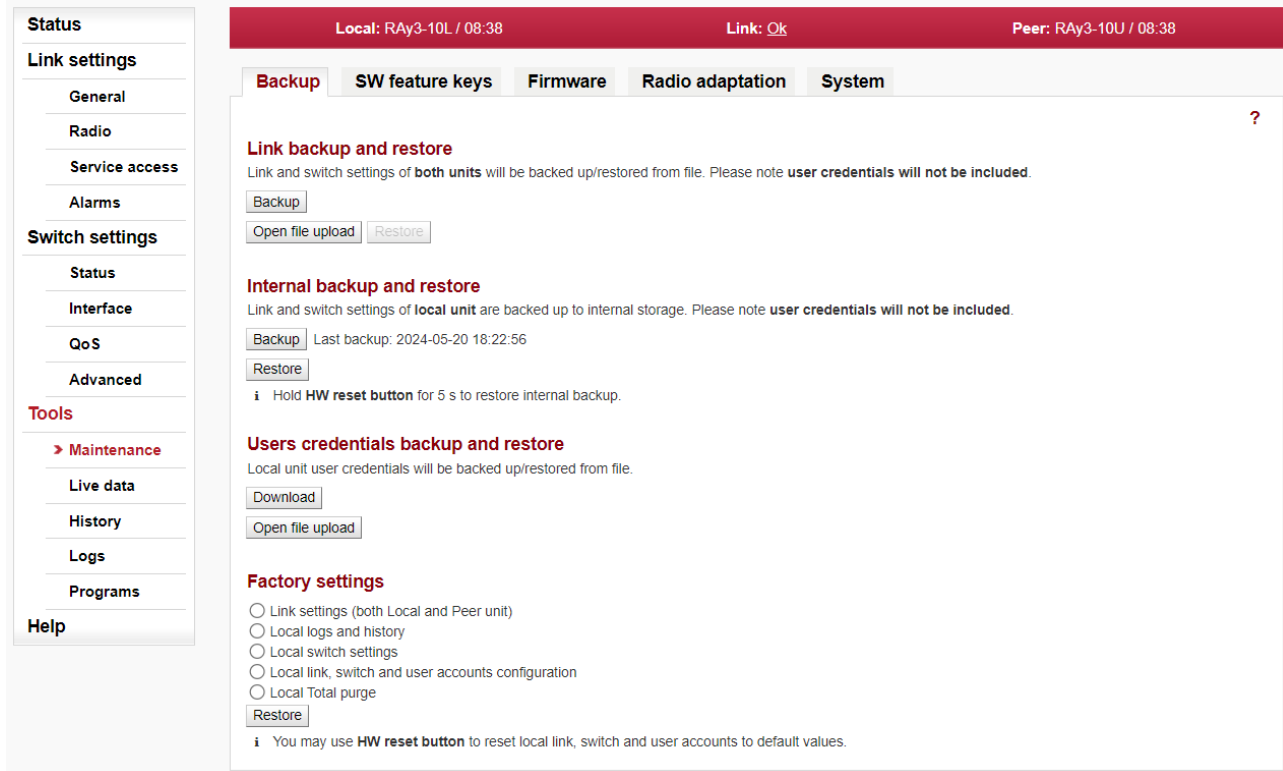 Status
Link settings
General
Radio
Service access
Alarms
Switch settings
Status
Interface
QoS
Advanced
Tools
Maintenance
Live data
History
Logs
Programs
Help
Local: RAy3-10L / 08:38 Link: Ok Peer: RAy3-10U / 08:38
Backup SW feature keys Firmware Radio adaptation System
?
Link backup and restore
Link and switch settings of both units will be backed up/restored from file. Please note user credentials will not be included.
Backup
Open file upload Restore
Internal backup and restore
Link and switch settings of local unit are backed up to internal storage. Please note user credentials will not be included.
Backup Last backup: 2024-05-20 18:22:56
Restore
i Hold HW reset button for 5 s to restore internal backup.
Users credentials backup and restore
Local unit user credentials will be backed up/restored from file.
Download
Open file upload
Factory settings
Link settings (both Local and Peer unit)
Local logs and history
Local switch settings
Local link, switch and user accounts configuration
Local Total purge
Restore
i You may use HW reset button to reset local link, switch and user accounts to default values.